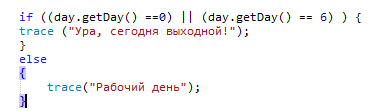 if ((day.getDay() ==0) || (day.getDay() == 6) ) {
trace ("Ура, сегодня выходной!");
}
else
{
trace("Рабочий день");
}